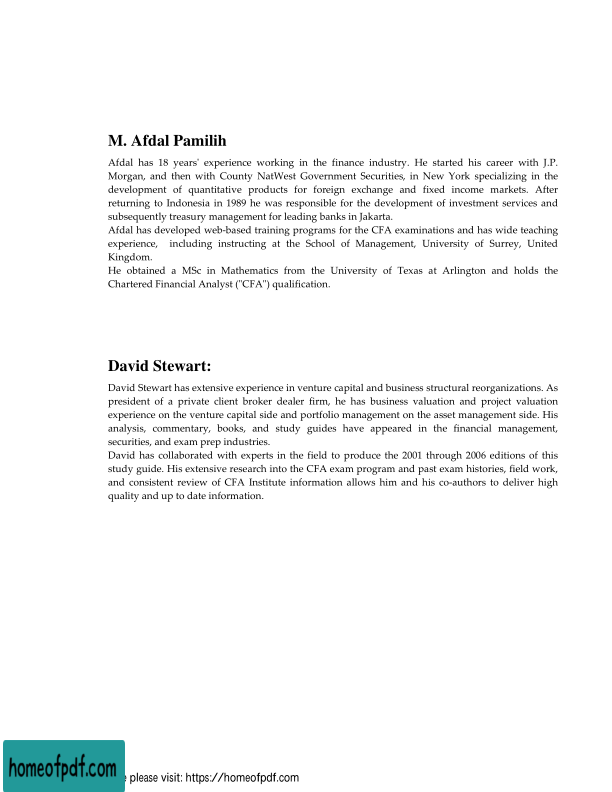 M. Afdal Pamilih
Afdal has 18 years' experience working in the finance industry. He started his career with J.P.
Morgan, and then with County NatWest Government Securities, in New York specializing in the
development of quantitative products for foreign exchange and fixed income markets. After
returning to Indonesia in 1989 he was responsible for the development of investment services and
subsequently treasury management for leading banks in Jakarta.
Afdal has developed web-based training programs for the CFA examinations and has wide teaching
experience, including instructing at the School of Management, University of Surrey, United
Kingdom.
He obtained a MSc in Mathematics from the University of Texas at Arlington and holds the
Chartered Financial Analyst ("CFA") qualification.
David Stewart:
David Stewart has extensive experience in venture capital and business structural reorganizations. As
president of a private client broker dealer firm, he has business valuation and project valuation
experience on the venture capital side and portfolio management on the asset management side. His
analysis, commentary, books, and study guides have appeared in the financial management,
securities, and exam prep industries.
David has collaborated with experts in the field to produce the 2001 through 2006 editions of this
study guide. His extensive research into the CFA exam program and past exam histories, field work,
and consistent review of CFA Institute information allows him and his co-authors to deliver high
quality and up to date information.
homeofpdf.com
please visit: https://homeofpdf.com